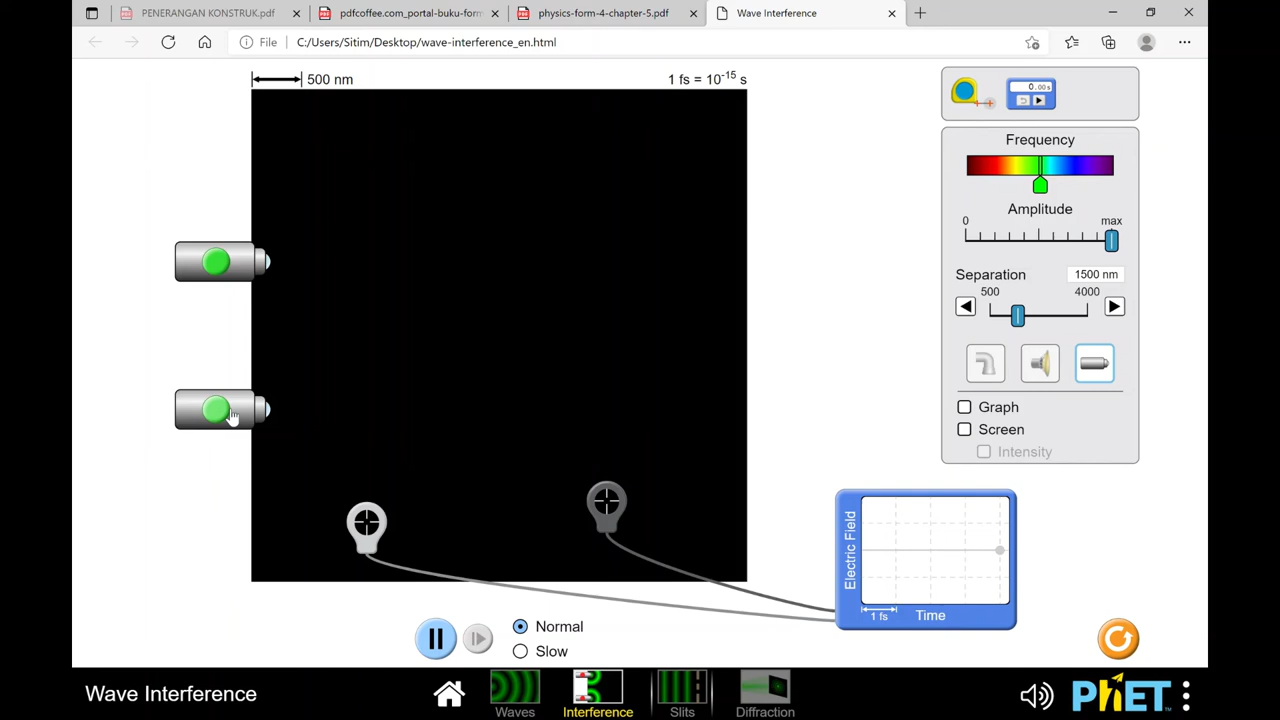 PENERANGAN KONSTRUK.pdf
pdfcoffee.com_portal-buku-form
physics-form-4-chapter-5.pdf
Wave Interference
File
C:/Users/Sitim/Desktop/wave-interference_en.html
500 nm
1 fs = 10⁻¹⁵ s
0.00s
Frequency
Amplitude
0
max
Separation
1500 nm
500
4000
Graph
Screen
Intensity
Electric Field
1 fs
Time
Normal
Slow
Wave Interference
Waves
Interference
Slits
Diffraction
PhET